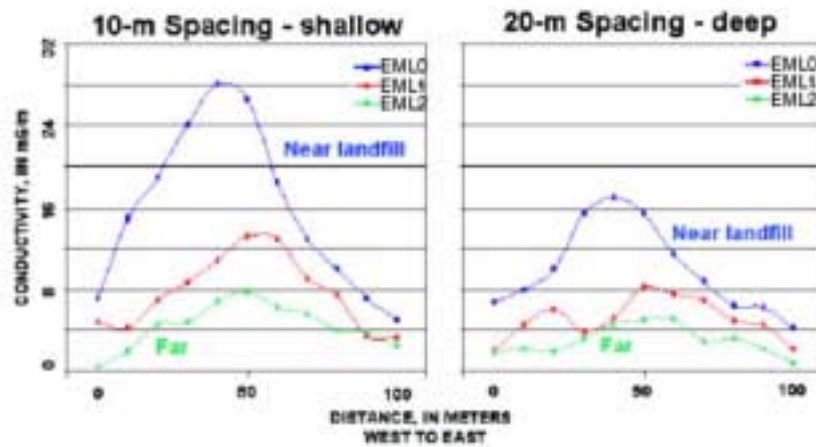 10-m Spacing - shallow
20-m Spacing - deep
CONDUCTIVITY, IN mS/m
32
24
16
8
0
EML0
EML1
EML2
Near landfill
Far
0
50
100
EML0
EML1
EML2
Near landfill
Far
0
50
100
DISTANCE, IN METERS
WEST TO EAST